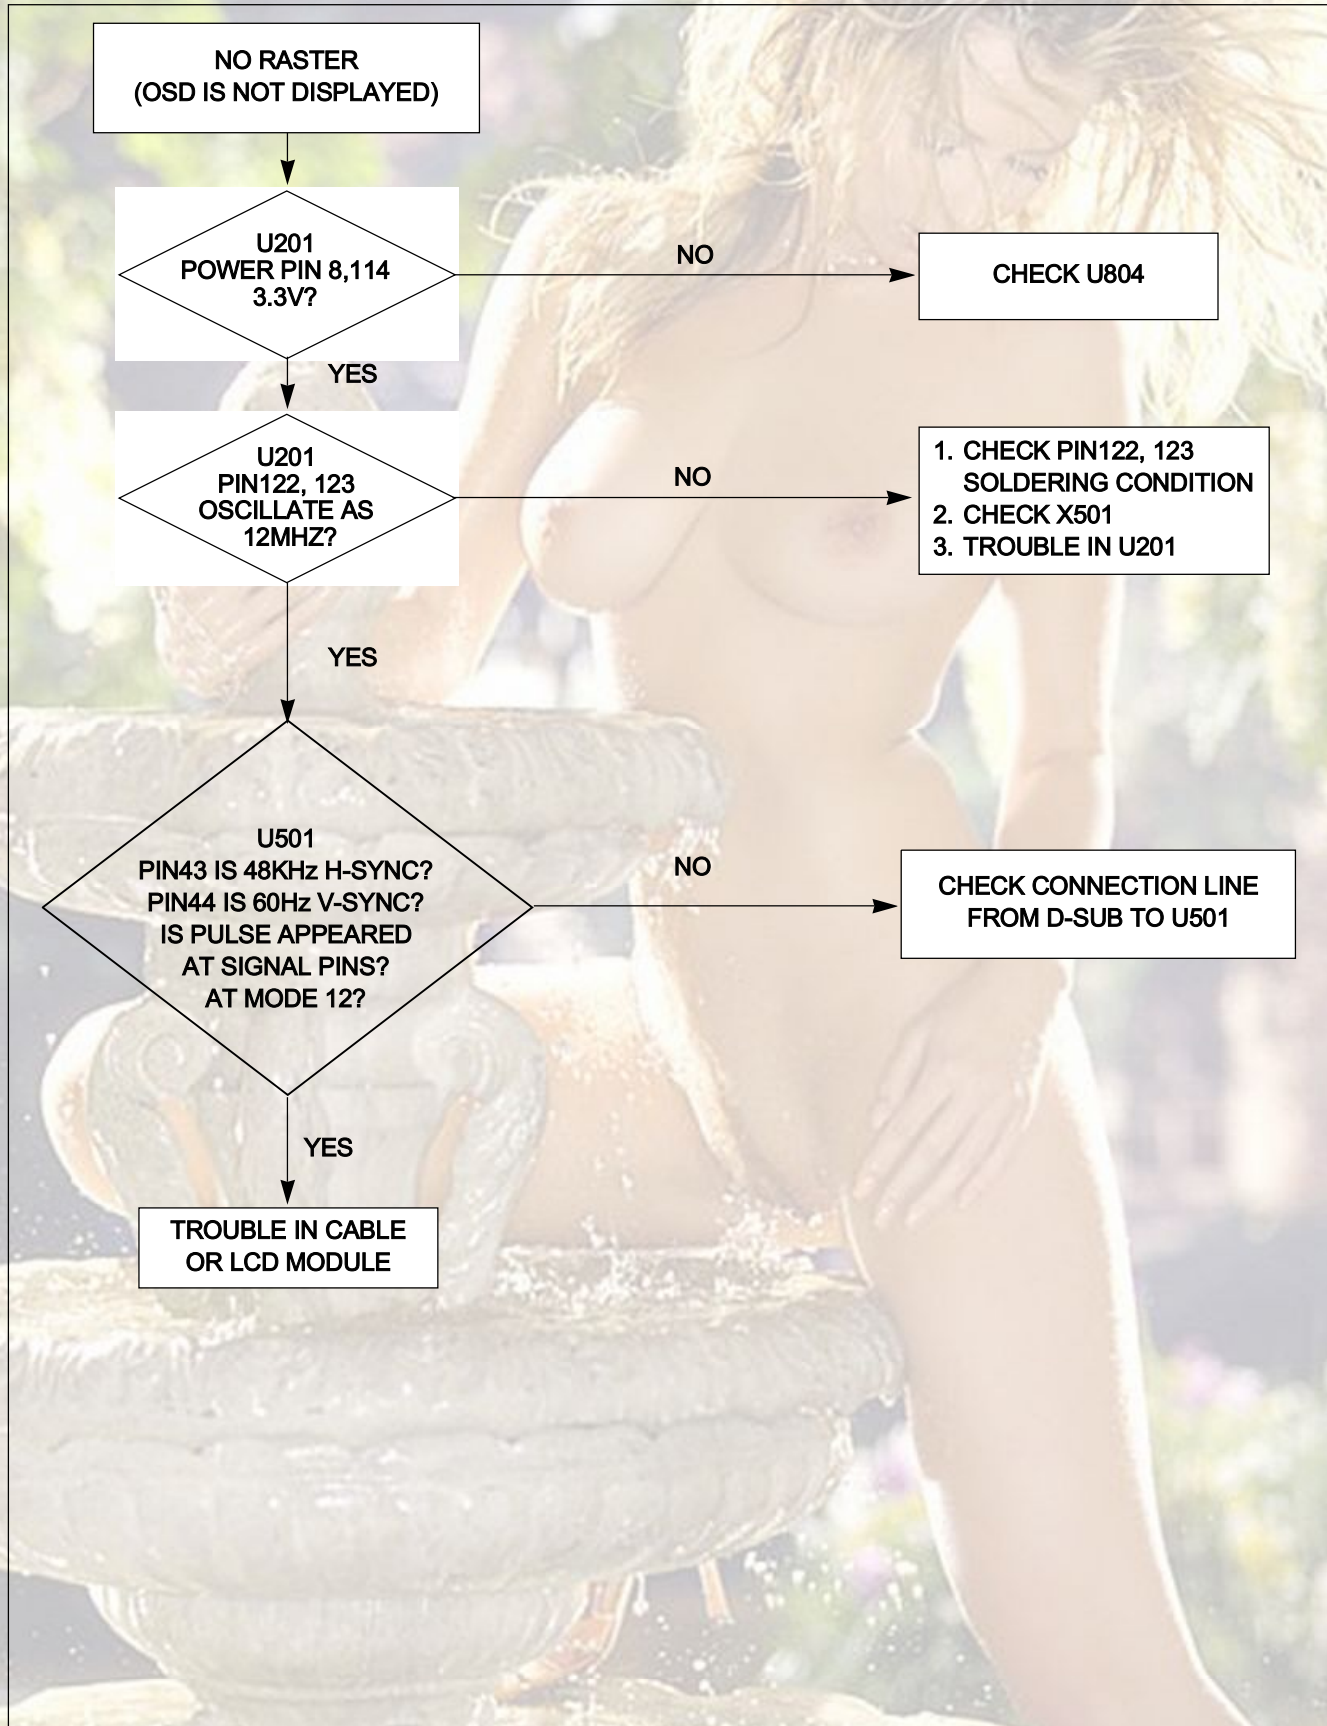 NO RASTER
(OSD IS NOT DISPLAYED)
U201
POWER PIN 8,114
3.3V?
NO
CHECK U804
YES
U201
PIN122, 123
OSCILLATE AS
12MHZ?
NO
1. CHECK PIN122, 123
SOLDERING CONDITION
2. CHECK X501
3. TROUBLE IN U201
YES
U501
PIN43 IS 48KHz H-SYNC?
PIN44 IS 60Hz V-SYNC?
IS PULSE APPEARED
AT SIGNAL PINS?
AT MODE 12?
NO
CHECK CONNECTION LINE
FROM D-SUB TO U501
YES
TROUBLE IN CABLE
OR LCD MODULE